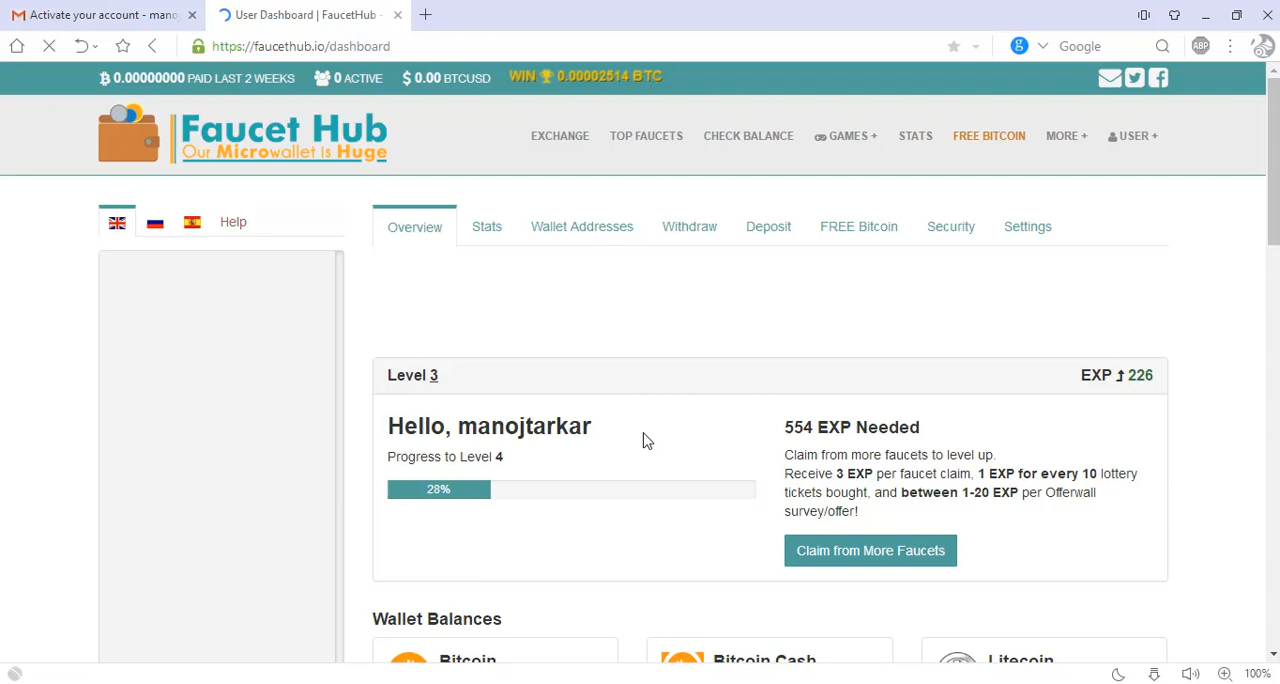 Activate your account - mano
User Dashboard | FaucetHub -
https://faucethub.io/dashboard
g
Google
ABP
0.00000000 PAID LAST 2 WEEKS
0 ACTIVE
$ 0.00 BTCUSD
WIN 0.00002514 BTC
Faucet Hub
Our Microwallet is Huge
EXCHANGE
TOP FAUCETS
CHECK BALANCE
GAMES +
STATS
FREE BITCOIN
MORE +
USER +
Help
Overview
Stats
Wallet Addresses
Withdraw
Deposit
FREE Bitcoin
Security
Settings
Level 3
EXP 226
Hello, manojtarkar
Progress to Level 4
28%
554 EXP Needed
Claim from more faucets to level up.
Receive 3 EXP per faucet claim, 1 EXP for every 10 lottery
tickets bought, and between 1-20 EXP per Offerwall
survey/offer!
Claim from More Faucets
Wallet Balances
Bitcoin
Bitcoin Cash
Litecoin
100%